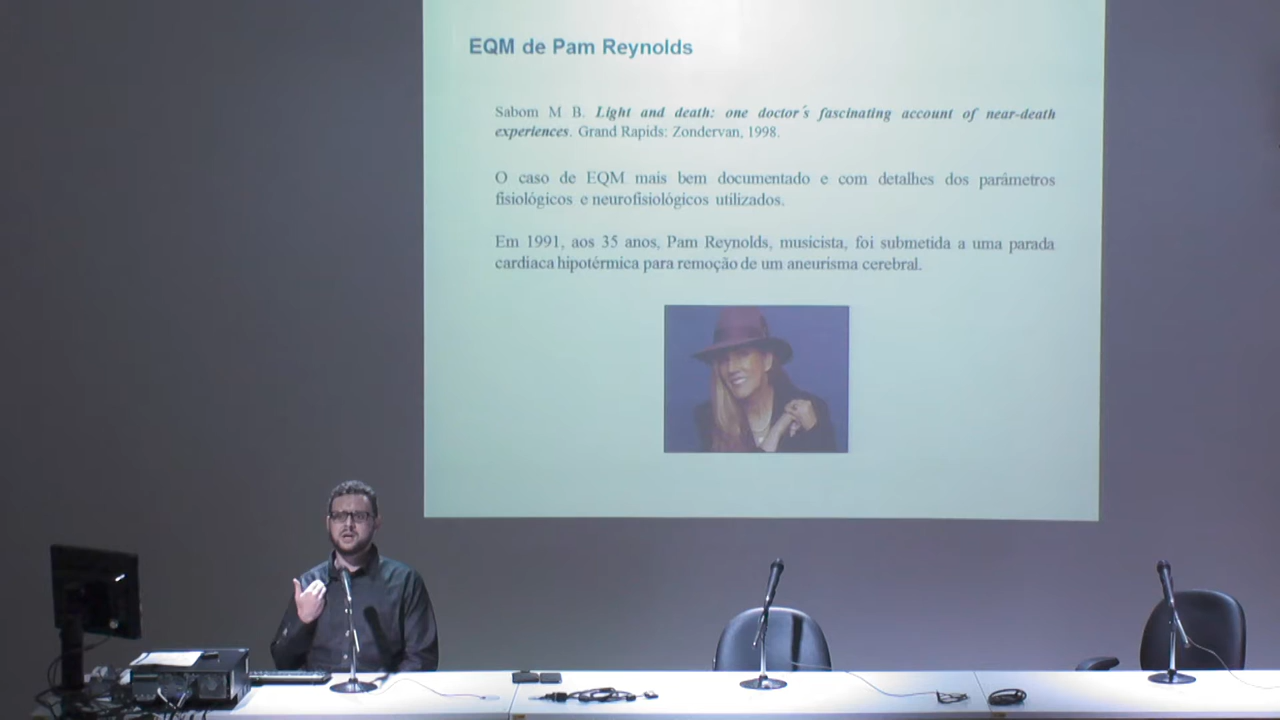 EQM de Pam Reynolds
Sabom M B. Light and death: one doctor´s fascinating account of near-death
experiences. Grand Rapids: Zondervan, 1998.
O caso de EQM mais bem documentado e com detalhes dos parâmetros
fisiológicos e neurofisiológicos utilizados.
Em 1991, aos 35 anos, Pam Reynolds, musicista, foi submetida a uma parada
cardíaca hipotérmica para remoção de um aneurisma cerebral.